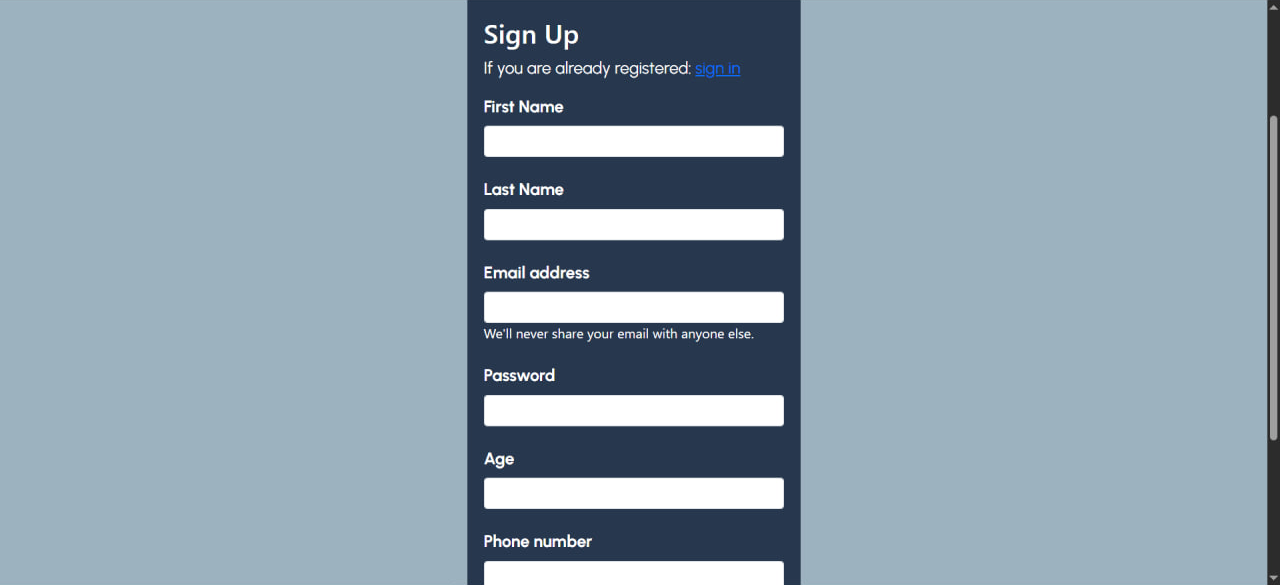 Sign Up
If you are already registered: sign in
First Name
Last Name
Email address
We'll never share your email with anyone else.
Password
Age
Phone number